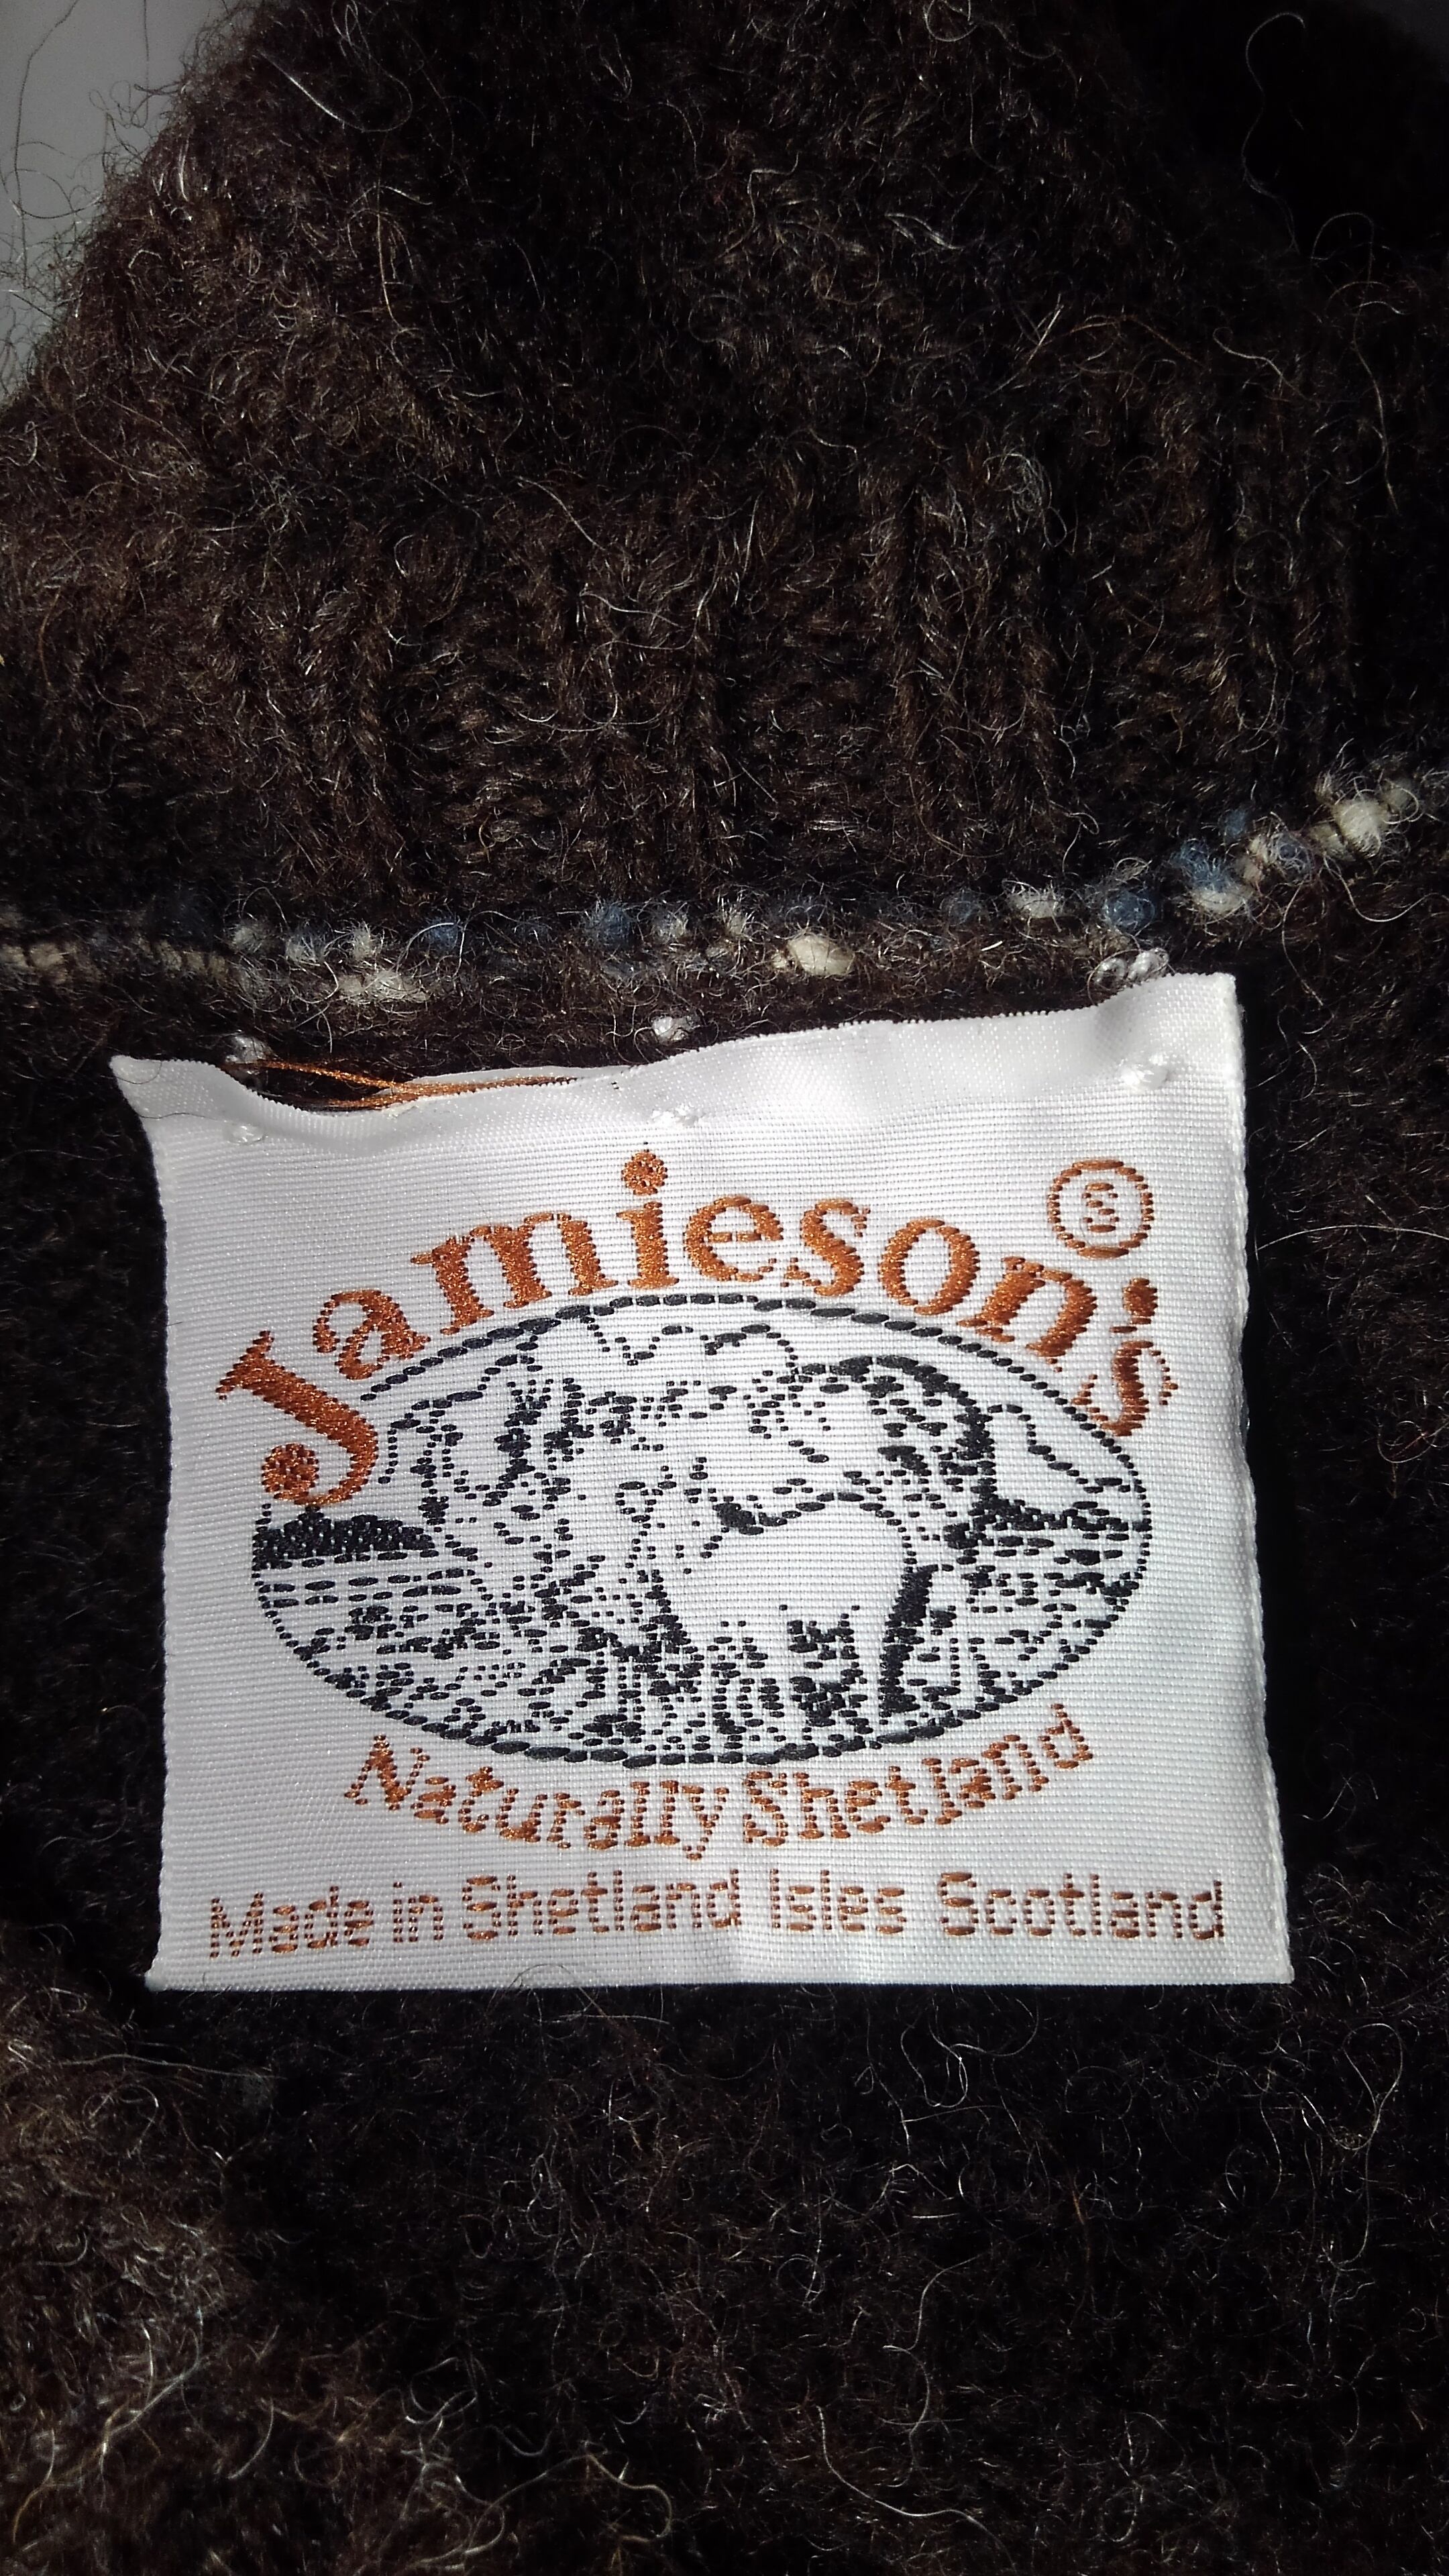 Jamieson's
Ⓢ
Naturally Shetland
Made in Shetland Isles Scotland